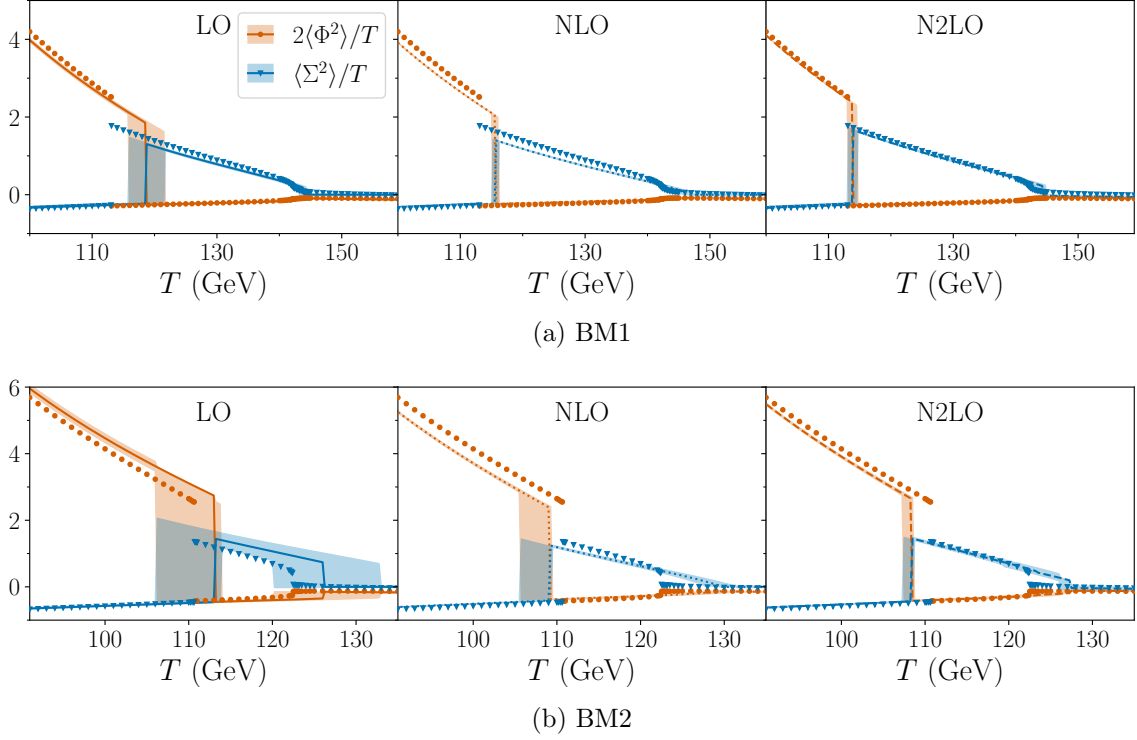 LO NLO N2LO
2⟨Φ²⟩/T
⟨Σ²⟩/T
4
2
0
110 130 150 110 130 150 110 130 150
T (GeV) T (GeV) T (GeV)
(a) BM1
6
LO NLO N2LO
4
2
0
100 110 120 130 100 110 120 130 100 110 120 130
T (GeV) T (GeV) T (GeV)
(b) BM2